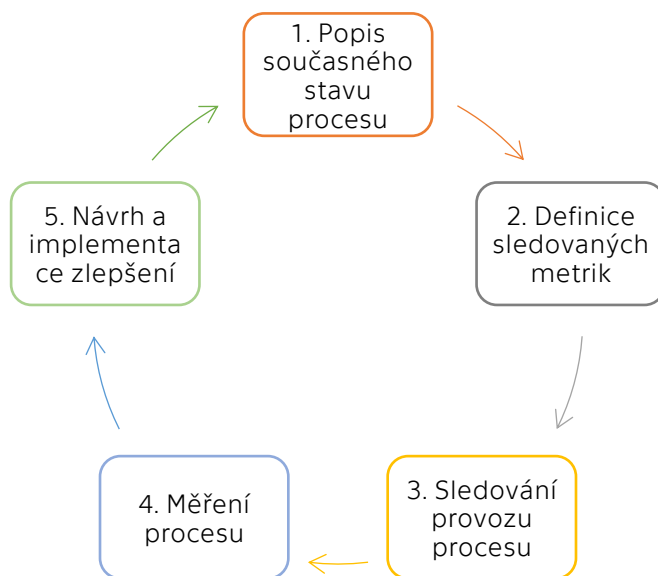 1. Popis
současného
stavu
procesu
2. Definice
sledovaných
metrik
3. Sledování
provozu
procesu
4. Měření
procesu
5. Návrh a
implementa
ce zlepšení